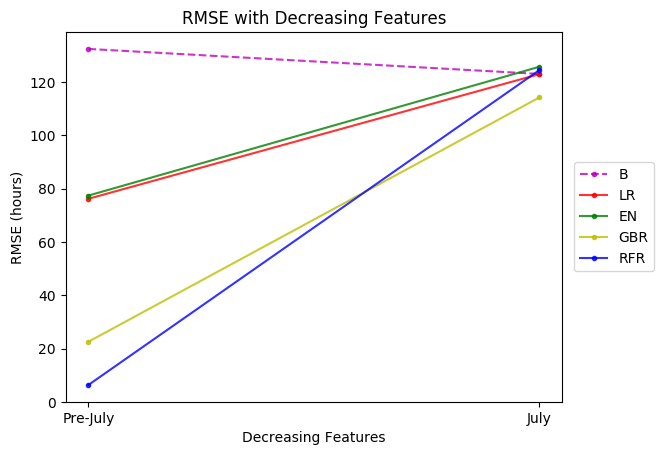 RMSE with Decreasing Features
RMSE (hours)
120
100
80
60
40
20
0
Pre-July
July
Decreasing Features
B
LR
EN
GBR
RFR